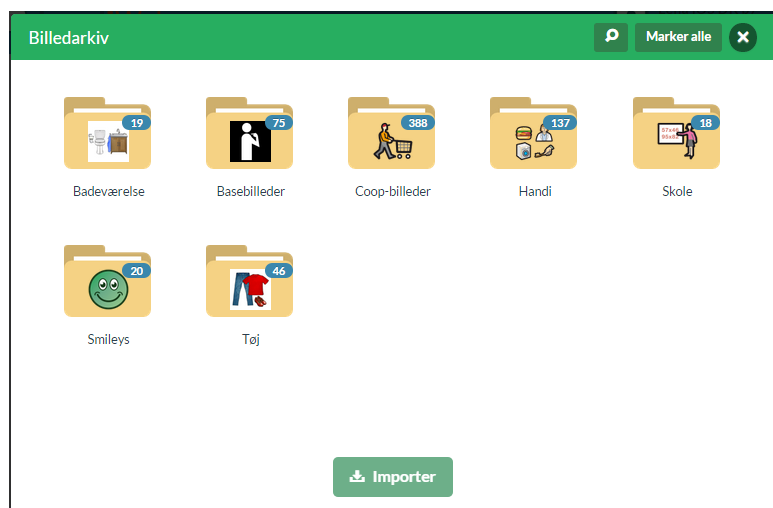 Billedarkiv
Marker alle
19
75
388
137
18
Badeværelse
Basebilleder
Coop-billeder
Handi
Skole
20
46
Smileys
Tøj
Importer